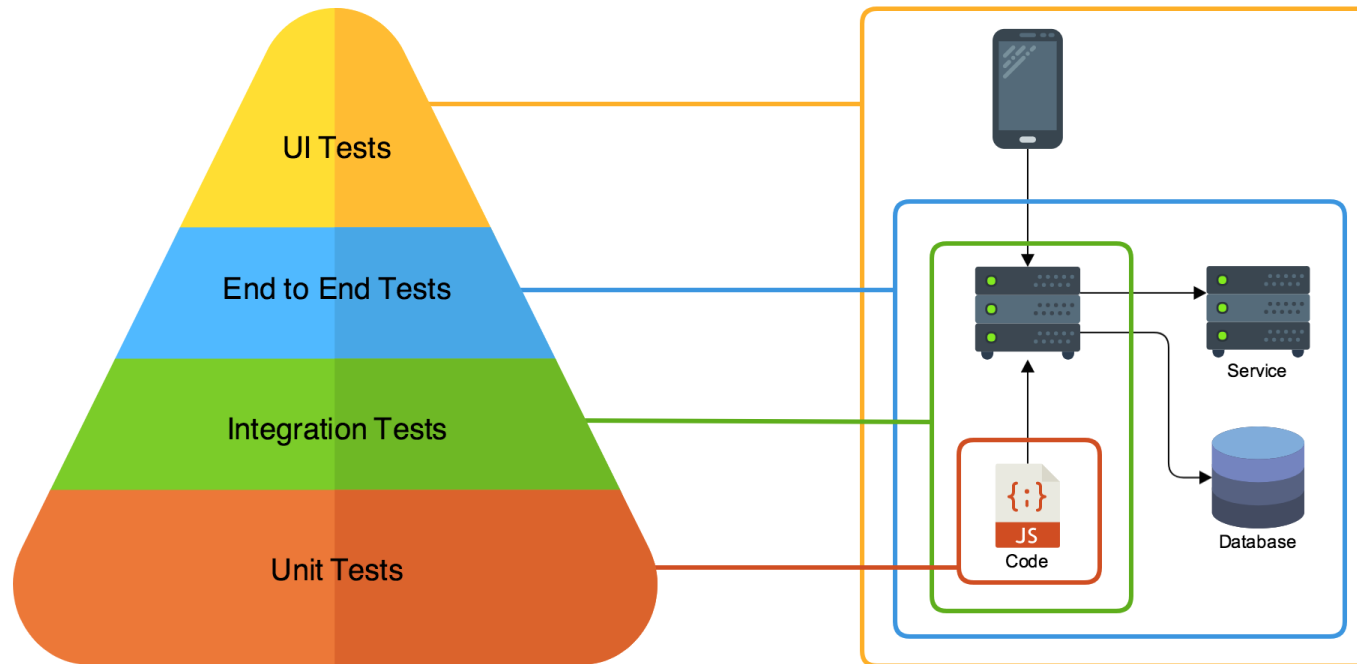 UI Tests
End to End Tests
Integration Tests
Unit Tests
{;}
JS
Code
Service
Database